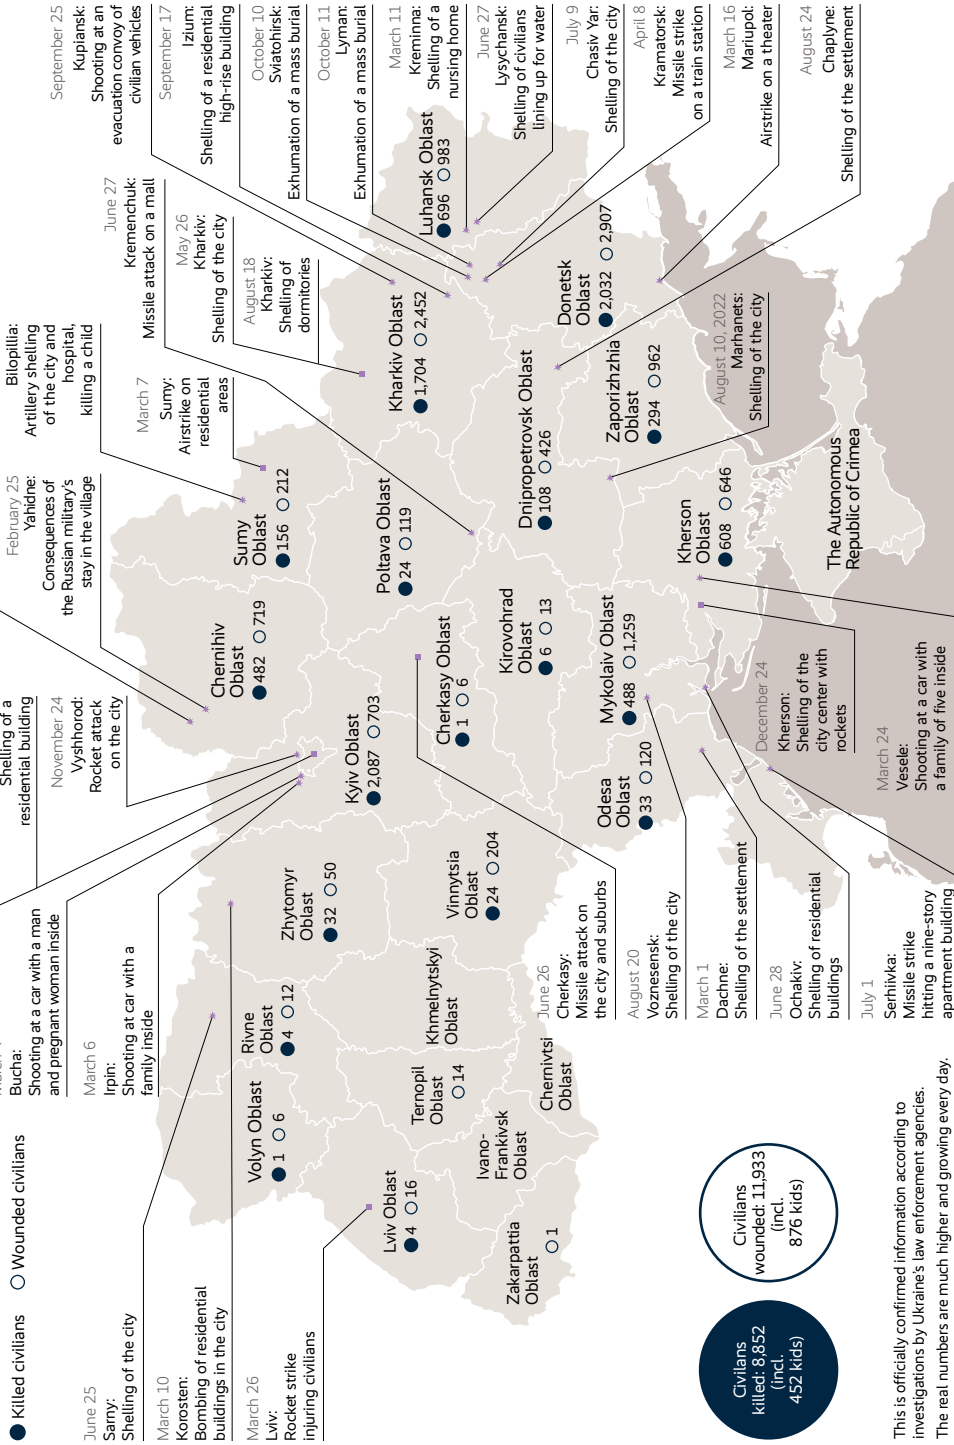 Killed civilians
Wounded civilians
June 25
Sarny:
Shelling of the city
March 10
Korosten:
Bombing of residential
buildings in the city
March 26
Lviv:
Rocket strike
injuring civilians
Bucha:
Shooting at a car with a man
and pregnant woman inside
March 6
Irpin:
Shooting at car with a
family inside
Shelling of a
residential building
November 24
Vyshhorod:
Rocket attack
on the city
February 25
Yahidne:
Consequences of
the Russian military's
stay in the village
Bilopillia:
Artillery shelling
of the city and
hospital,
killing a child
March 7
Sumy:
Airstrike on
residential
areas
June 27
Kremenchuk:
Missile attack on a mall
May 26
Kharkiv:
Shelling of the city
August 18
Kharkiv:
Shelling of
dormitories
September 25
Kupiansk:
Shooting at an
evacuation convoy of
civilian vehicles
September 17
Izium:
Shelling of a residential
high-rise building
October 10
Sviatohirsk:
Exhumation of a mass burial
October 11
Lyman:
Exhumation of a mass burial
March 11
Kreminna:
Shelling of a
nursing home
June 27
Lysychansk:
Shelling of civilians
lining up for water
July 9
Chasiv Yar:
Shelling of the city
April 8
Kramatorsk:
Missile strike
on a train station
March 16
Mariupol:
Airstrike on a theater
August 24
Chaplyne:
Shelling of the settlement
Volyn Oblast
1 6
Rivne
Oblast
4 12
Zhytomyr
Oblast
32 50
Kyiv Oblast
2,087 703
Chernihiv
Oblast
482 719
Sumy
Oblast
156 212
Kharkiv Oblast
1,704 2,452
Luhansk Oblast
696 983
Lviv Oblast
4 16
Ternopil
Oblast
14
Khmelnytskyi
Oblast
Vinnytsia
Oblast
24 204
Cherkasy Oblast
1 6
Poltava Oblast
24 119
Zakarpattia
Oblast
1
Ivano-
Frankivsk
Oblast
Chernivtsi
Oblast
Kirovohrad
Oblast
6 13
Dnipropetrovsk Oblast
108 426
Donetsk
Oblast
2,032 2,907
Odesa
Oblast
33 120
Mykolaiv Oblast
488 1,259
Zaporizhzhia
Oblast
294 962
Kherson
Oblast
608 646
The Autonomous
Republic of Crimea
June 26
Cherkasy:
Missile attack on
the city and suburbs
August 20
Voznesensk:
Shelling of the city
March 1
Dachne:
Shelling of the settlement
June 28
Ochakiv:
Shelling of residential
buildings
July 1
Serhiivka:
Missile strike
hitting a nine-story
apartment building
December 24
Kherson:
Shelling of the
city center with
rockets
March 24
Vesele:
Shooting at a car with
a family of five inside
August 10, 2022
Marhanets:
Shelling of the city
Civilans
killed: 8,852
(incl.
452 kids)
Civilians
wounded: 11,933
(incl.
876 kids)
This is officially confirmed information according to
investigations by Ukraine's law enforcement agencies.
The real numbers are much higher and growing every day.